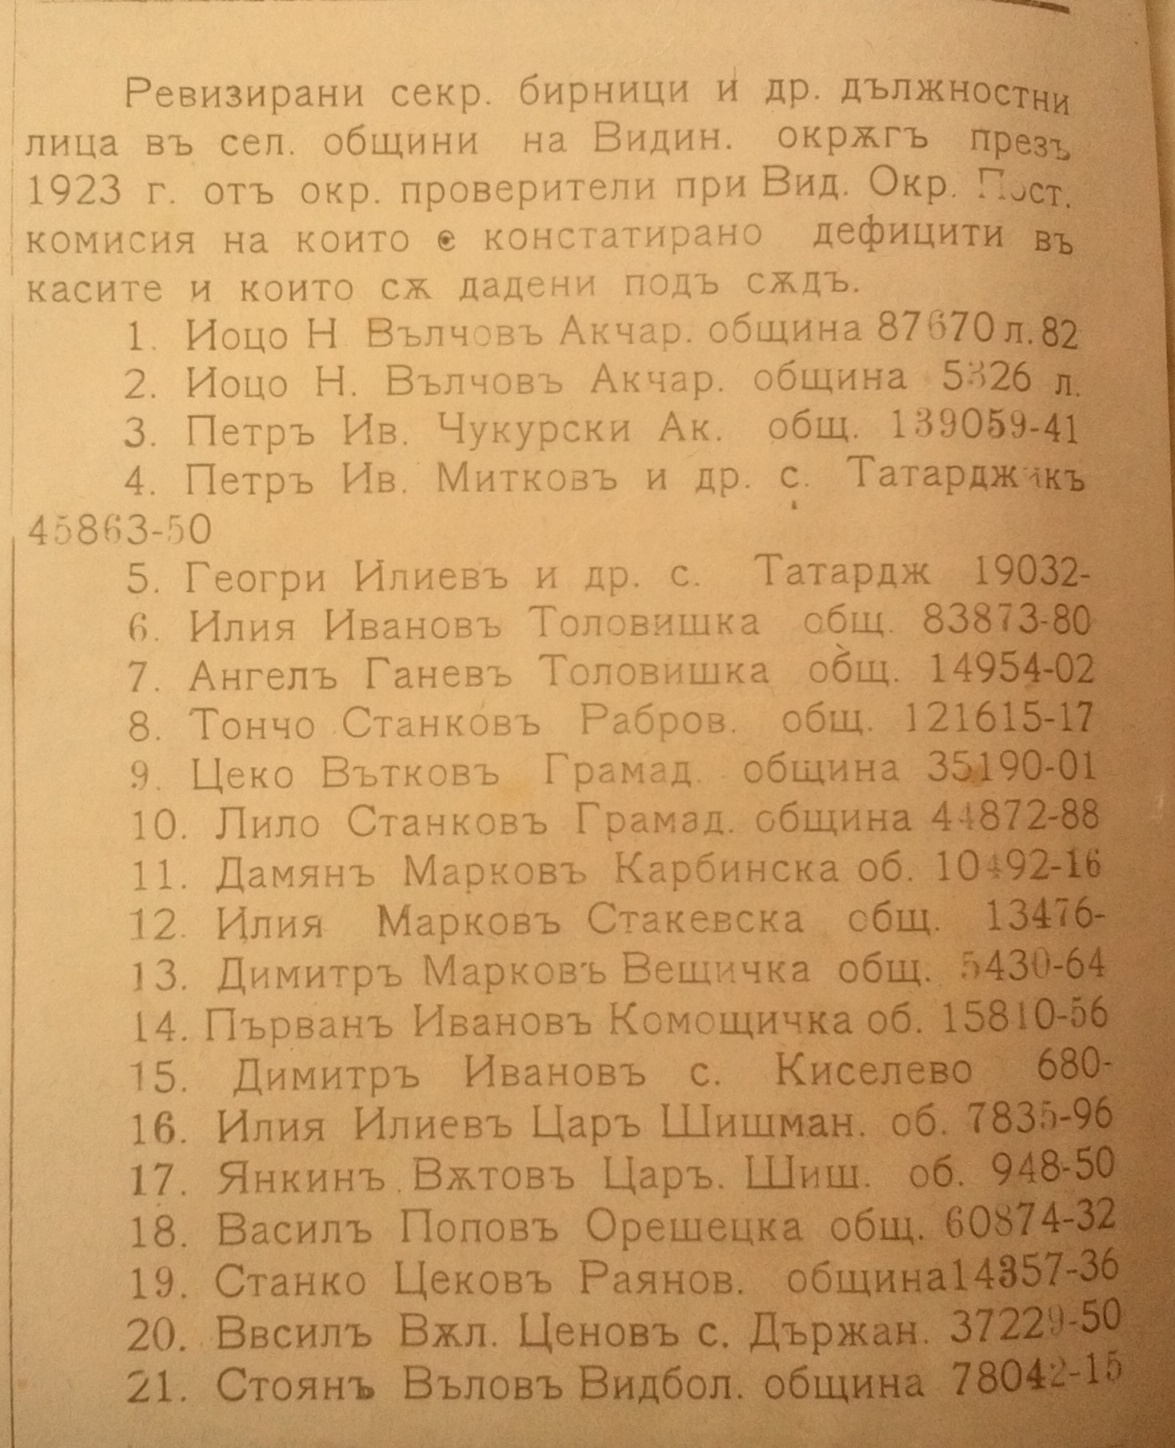 Ревизирани секр. бирници и др. длъжностни
лица въ сел. общини на Видин. окрѫгъ презъ
1923 г. отъ окр. проверители при Вид. Окр. Пост.
комисия на които е констатирано дефицити въ
касите и които сѫ дадени подъ сѫдъ.
1. Иоцо Н Вълчовъ Акчар. община 87670 л. 82
2. Иоцо Н. Вълчовъ Акчар. община 5326 л.
3. Петръ Ив. Чукурски Ак. общ. 139059-41
4. Петръ Ив. Митковъ и др. с. Татарджикъ
45863-50
5. Геогри Илиевъ и др. с. Татардж 19032-
6. Илия Ивановъ Толовишка общ. 83873-80
7. Ангелъ Ганевъ Толовишка общ. 14954-02
8. Тончо Станковъ Рабров. общ. 121615-17
9. Цеко Вътковъ Грамад. община 35190-01
10. Лило Станковъ Грамад. община 44872-88
11. Дамянъ Марковъ Карбинска об. 10492-16
12. Илия Марковъ Стакевска общ. 13476-
13. Димитръ Марковъ Вещичка общ. 5430-64
14. Първанъ Ивановъ Комощичка об. 15810-56
15. Димитръ Ивановъ с. Киселево 680-
16. Илия Илиевъ Царъ Шишман. об. 7835-96
17. Янкинъ Вѫтовъ Царъ. Шиш. об. 948-50
18. Василъ Поповъ Орешецка общ. 60874-32
19. Станко Цековъ Раянов. община 14357-36
20. Ввсилъ Вѫл. Ценовъ с. Държан. 37229-50
21. Стоянъ Въловъ Видбол. община 78042-15